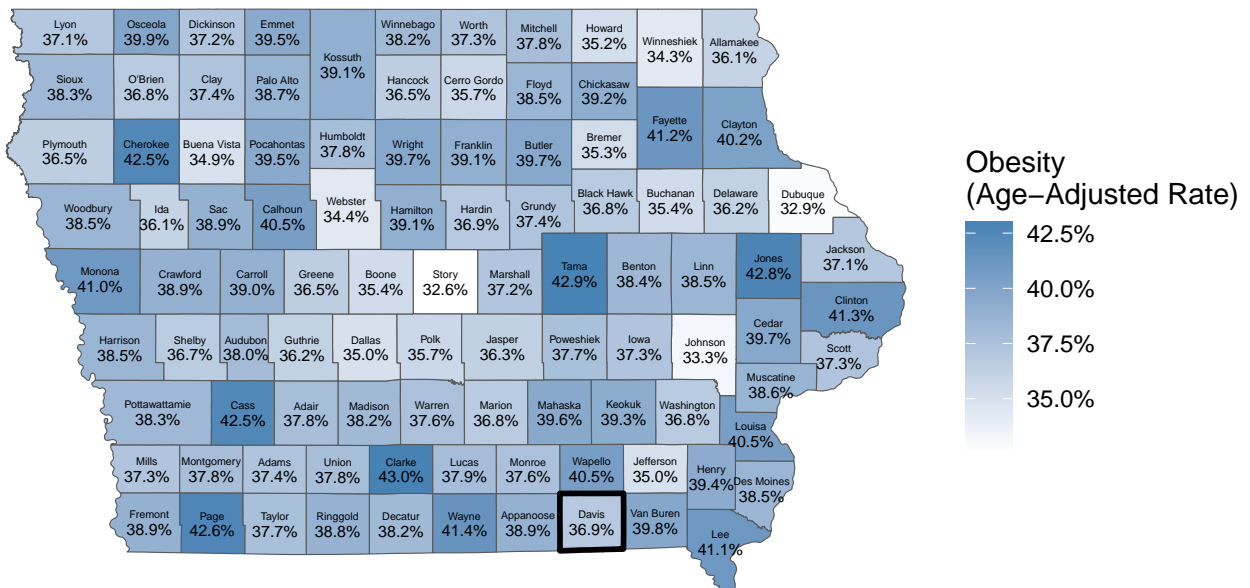 Lyon
37.1%
Osceola
39.9%
Dickinson
37.2%
Emmet
39.5%
Kossuth
39.1%
Winnebago
38.2%
Worth
37.3%
Mitchell
37.8%
Howard
35.2%
Winneshiek
34.3%
Allamakee
36.1%
Sioux
38.3%
O'Brien
36.8%
Clay
37.4%
Palo Alto
38.7%
Hancock
36.5%
Cerro Gordo
35.7%
Floyd
38.5%
Chickasaw
39.2%
Fayette
41.2%
Clayton
40.2%
Plymouth
36.5%
Cherokee
42.5%
Buena Vista
34.9%
Pocahontas
39.5%
Humboldt
37.8%
Wright
39.7%
Franklin
39.1%
Butler
39.7%
Bremer
35.3%
Woodbury
38.5%
Ida
36.1%
Sac
38.9%
Calhoun
40.5%
Webster
34.4%
Hamilton
39.1%
Hardin
36.9%
Grundy
37.4%
Black Hawk
36.8%
Buchanan
35.4%
Delaware
36.2%
Dubuque
32.9%
Monona
41.0%
Crawford
38.9%
Carroll
39.0%
Greene
36.5%
Boone
35.4%
Story
32.6%
Marshall
37.2%
Tama
42.9%
Benton
38.4%
Linn
38.5%
Jones
42.8%
Jackson
37.1%
Clinton
41.3%
Harrison
38.5%
Shelby
36.7%
Audubon
38.0%
Guthrie
36.2%
Dallas
35.0%
Polk
35.7%
Jasper
36.3%
Poweshiek
37.7%
Iowa
37.3%
Johnson
33.3%
Cedar
39.7%
Scott
37.3%
Muscatine
38.6%
Pottawattamie
38.3%
Cass
42.5%
Adair
37.8%
Madison
38.2%
Warren
37.6%
Marion
36.8%
Mahaska
39.6%
Keokuk
39.3%
Washington
36.8%
Louisa
40.5%
Mills
37.3%
Montgomery
37.8%
Adams
37.4%
Union
37.8%
Clarke
43.0%
Lucas
37.9%
Monroe
37.6%
Wapello
40.5%
Jefferson
35.0%
Henry
39.4%
Des Moines
38.5%
Fremont
38.9%
Page
42.6%
Taylor
37.7%
Ringgold
38.8%
Decatur
38.2%
Wayne
41.4%
Appanoose
38.9%
Davis
36.9%
Van Buren
39.8%
Lee
41.1%
Obesity
(Age−Adjusted Rate)
42.5%
40.0%
37.5%
35.0%